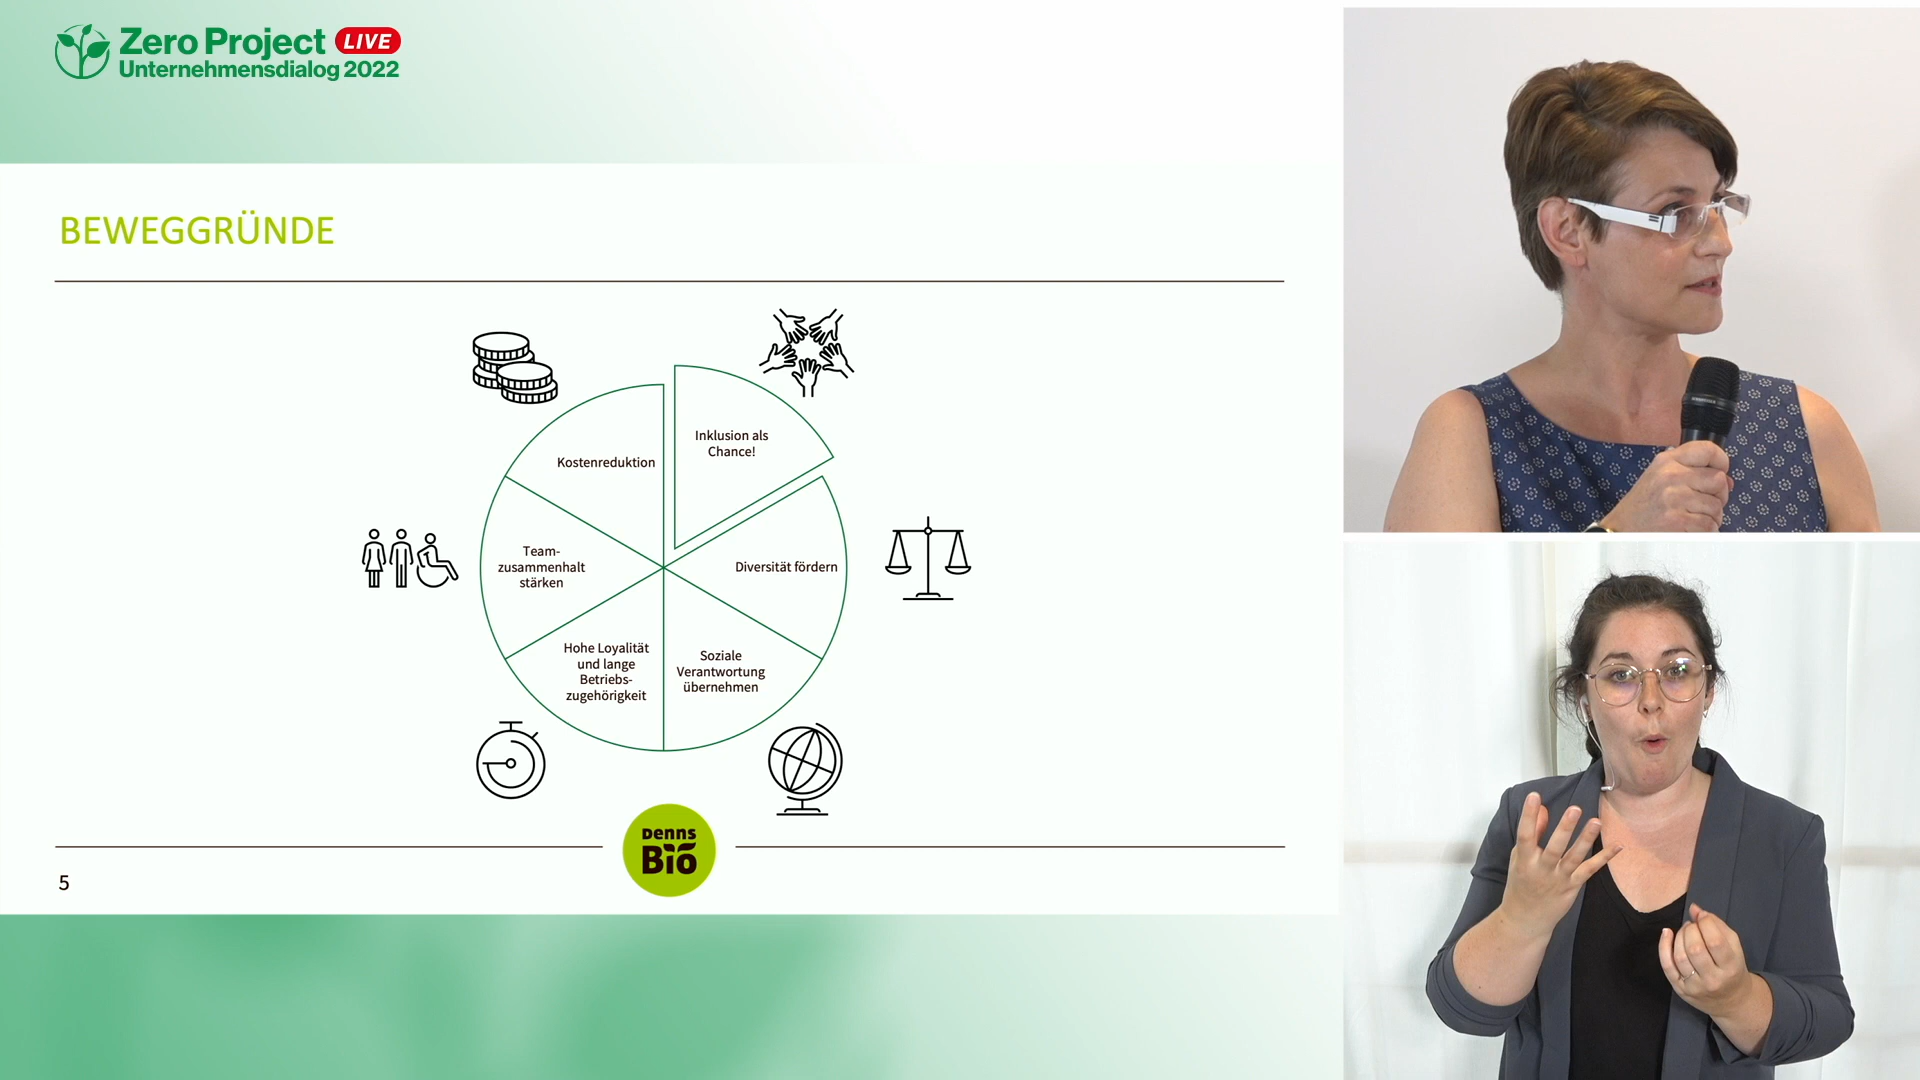 Zero Project LIVE
Unternehmensdialog 2022
BEWEGGRÜNDE
Inklusion als
Chance!
Kostenreduktion
Team-
zusammenhalt
stärken
Diversität fördern
Hohe Loyalität
und lange
Betriebs-
zugehörigkeit
Soziale
Verantwortung
übernehmen
Denns
Bio
5